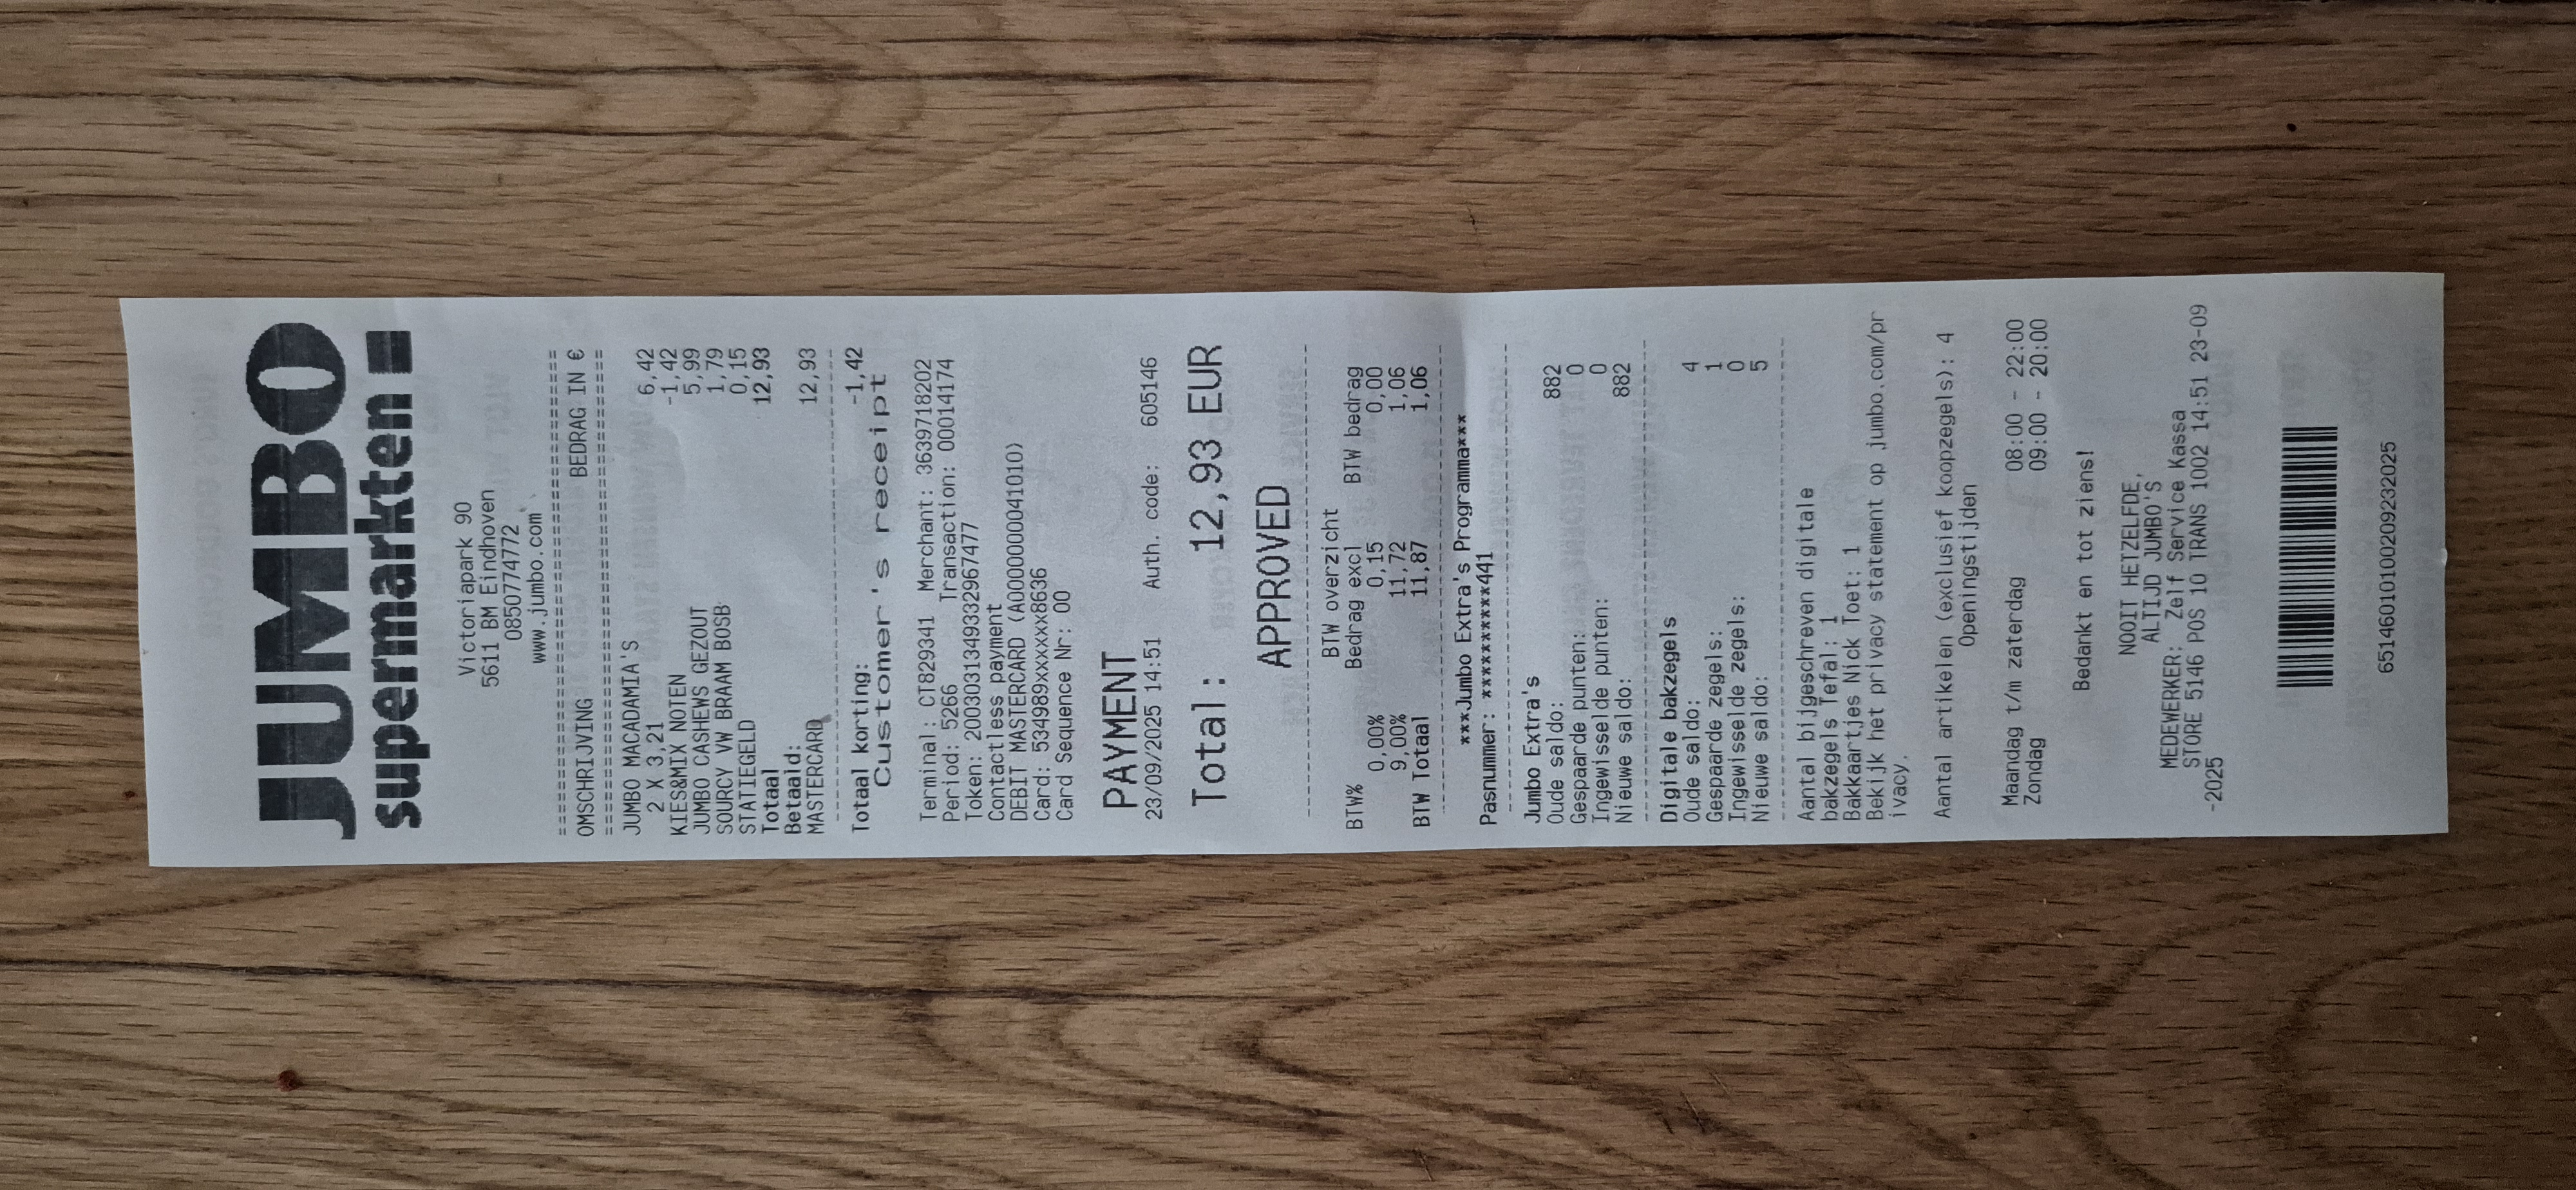 JUMBO
supermarkten
Victoriapark 90
5611 BM Eindhoven
0850774772
www.jumbo.com
=========================================
OMSCHRIJVING BEDRAG IN €
=========================================
JUMBO MACADAMIA'S
2 X 3,21 6,42
KIES&MIX NOTEN -1,42
JUMBO CASHEWS GEZOUT 5,99
SOURCY VW BRAAM BOSB 1,79
STATIEGELD 0,15
Totaal 12,93
Betaald:
MASTERCARD 12,93
-----------------------------------------
Totaal korting: -1,42
Customer's receipt
Terminal: CT829341 Merchant: 3639718202
Period: 5266 Transaction: 00014174
Token: 2003031349332967477
Contactless payment
DEBIT MASTERCARD (A0000000041010)
Card: 534989xxxxxx8636
Card Sequence Nr: 00
PAYMENT
23/09/2025 14:51 Auth. code: 605146
Total: 12,93 EUR
APPROVED
-----------------------------------------
BTW overzicht
BTW% Bedrag excl BTW bedrag
0,00% 0,15 0,00
9,00% 11,72 1,06
BTW Totaal 11,87 1,06
-----------------------------------------
***Jumbo Extra's Programma***
Pasnummer: **********441
-----------------------------------------
Jumbo Extra's
Oude saldo: 882
Gespaarde punten: 0
Ingewisselde punten: 0
Nieuwe saldo: 882
-----------------------------------------
Digitale bakzegels
Oude saldo: 4
Gespaarde zegels: 1
Ingewisselde zegels: 0
Nieuwe saldo: 5
-----------------------------------------
Aantal bijgeschreven digitale
bakzegels Tefal: 1
Bakkaartjes Nick Toet: 1
Bekijk het privacy statement op jumbo.com/pr
ivacy.
Aantal artikelen (exclusief koopzegels): 4
Openingstijden
Maandag t/m zaterdag 08:00 - 22:00
Zondag 09:00 - 20:00
Bedankt en tot ziens!
NOOIT HETZELFDE,
ALTIJD JUMBO'S
MEDEWERKER: Zelf Service Kassa
STORE 5146 POS 10 TRANS 1002 14:51 23-09
-2025
65146010100209232025